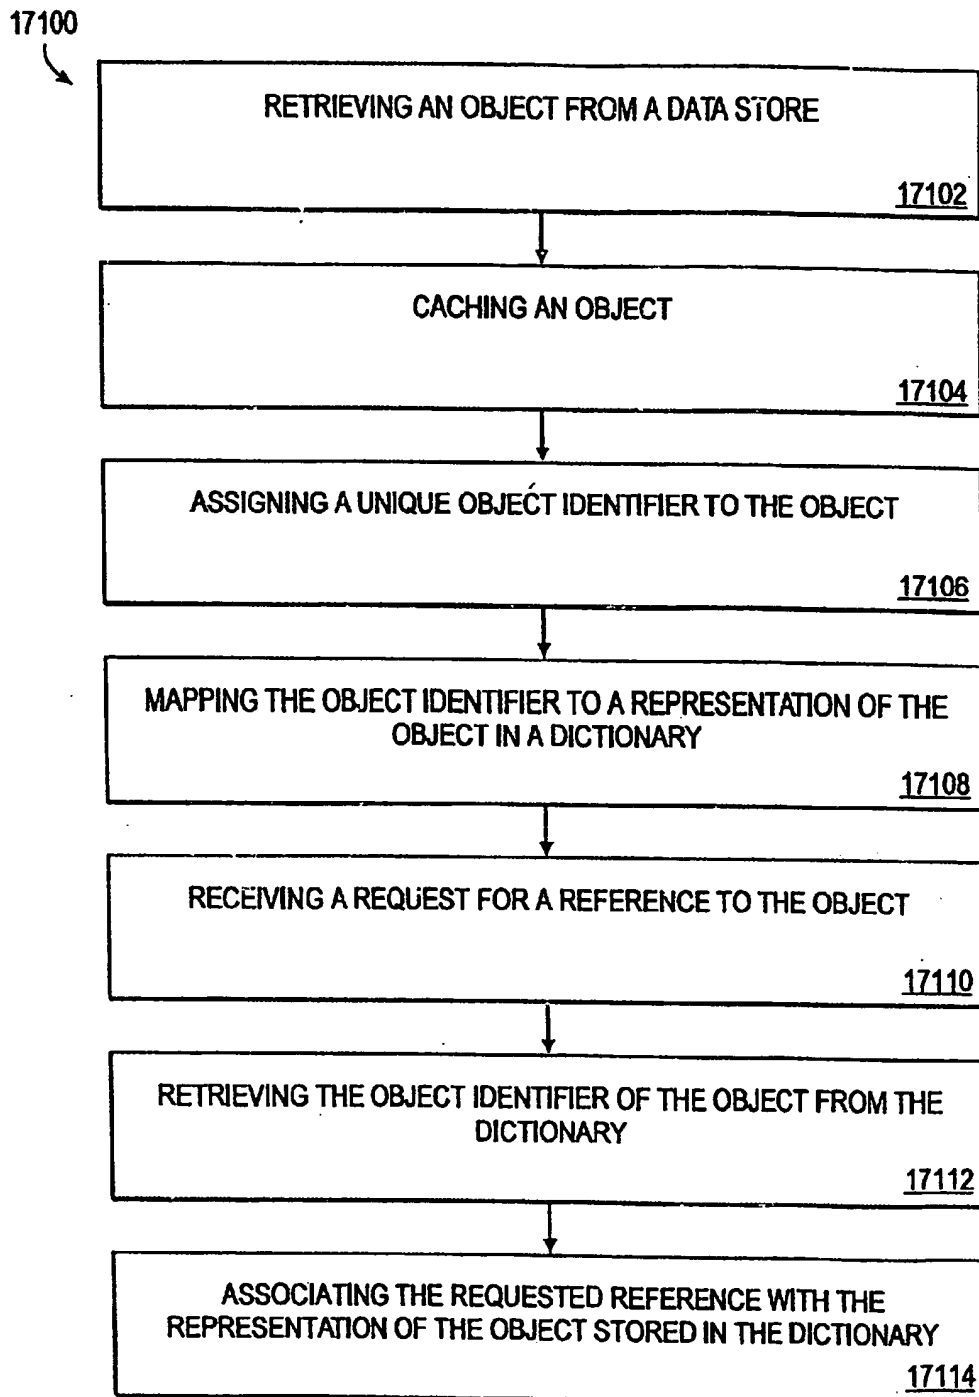 17100
RETRIEVING AN OBJECT FROM A DATA STORE
17102
CACHING AN OBJECT
17104
ASSIGNING A UNIQUE OBJECT IDENTIFIER TO THE OBJECT
17106
MAPPING THE OBJECT IDENTIFIER TO A REPRESENTATION OF THE
OBJECT IN A DICTIONARY
17108
RECEIVING A REQUEST FOR A REFERENCE TO THE OBJECT
17110
RETRIEVING THE OBJECT IDENTIFIER OF THE OBJECT FROM THE
DICTIONARY
17112
ASSOCIATING THE REQUESTED REFERENCE WITH THE
REPRESENTATION OF THE OBJECT STORED IN THE DICTIONARY
17114